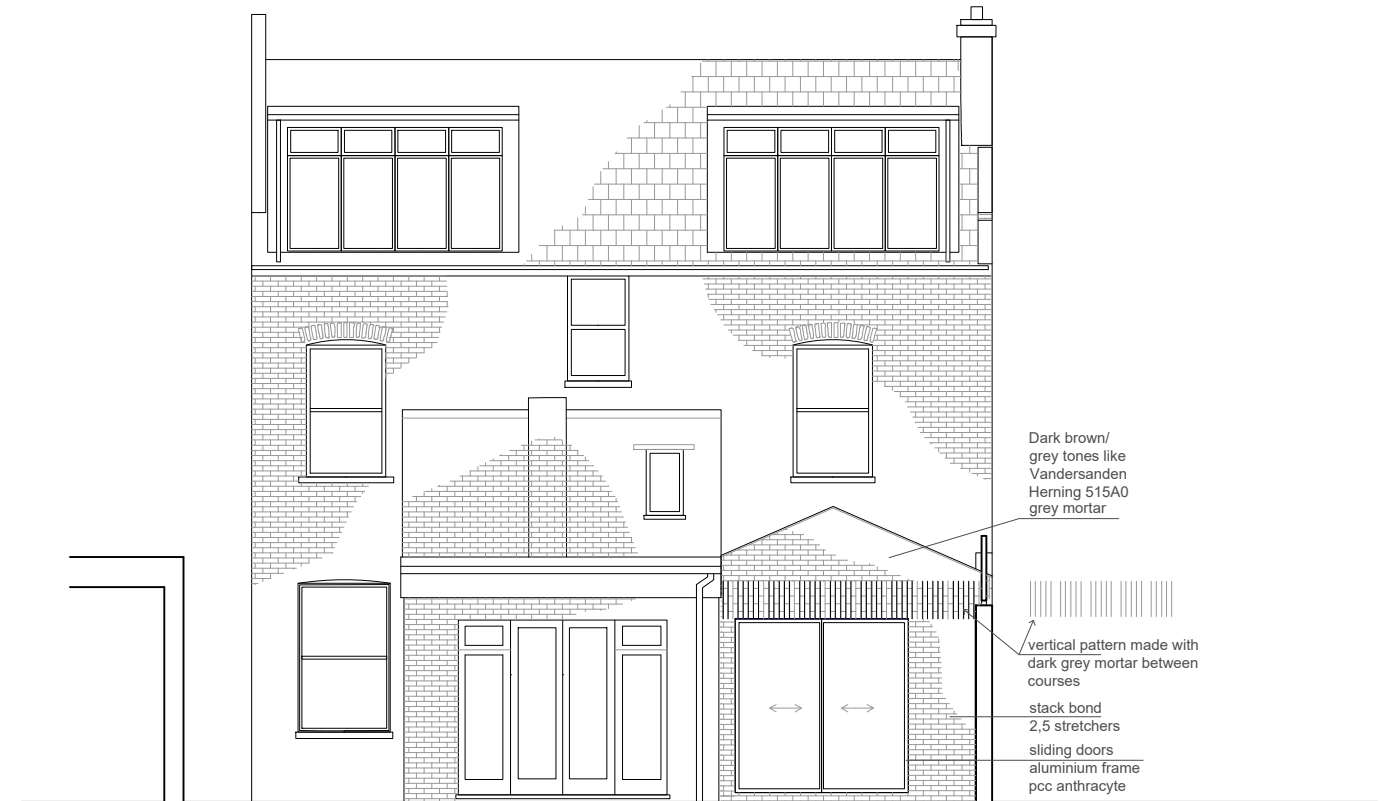 Dark brown/
grey tones like
Vandersanden
Herning 515A0
grey mortar
vertical pattern made with
dark grey mortar between
courses
stack bond
2,5 stretchers
sliding doors
aluminium frame
pcc anthracyte